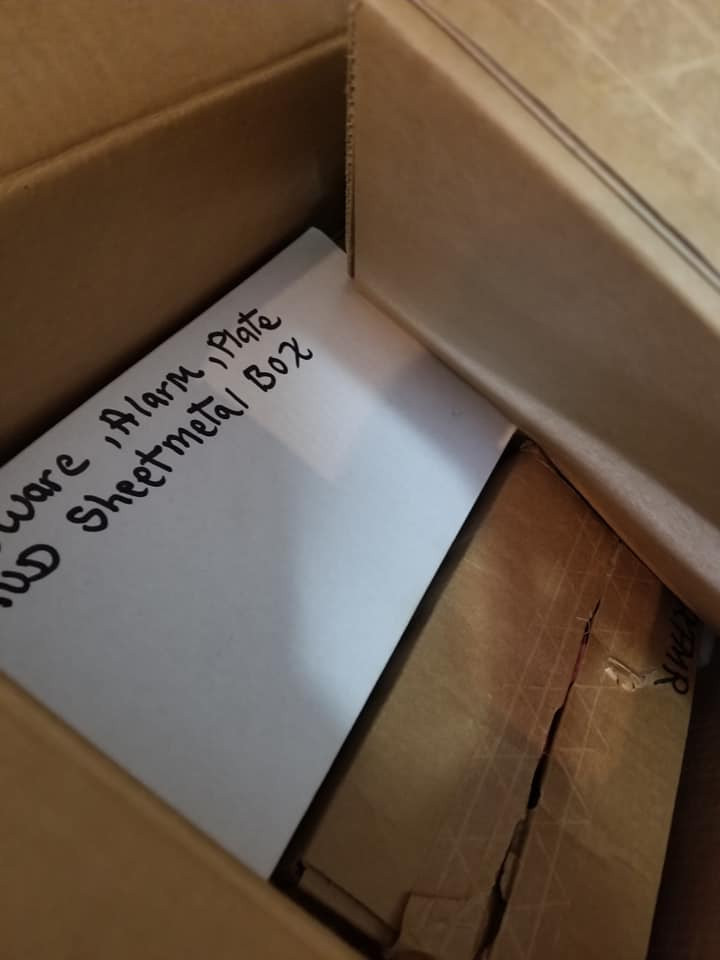 ware , Alarm , Plate
Sheetmetal Box